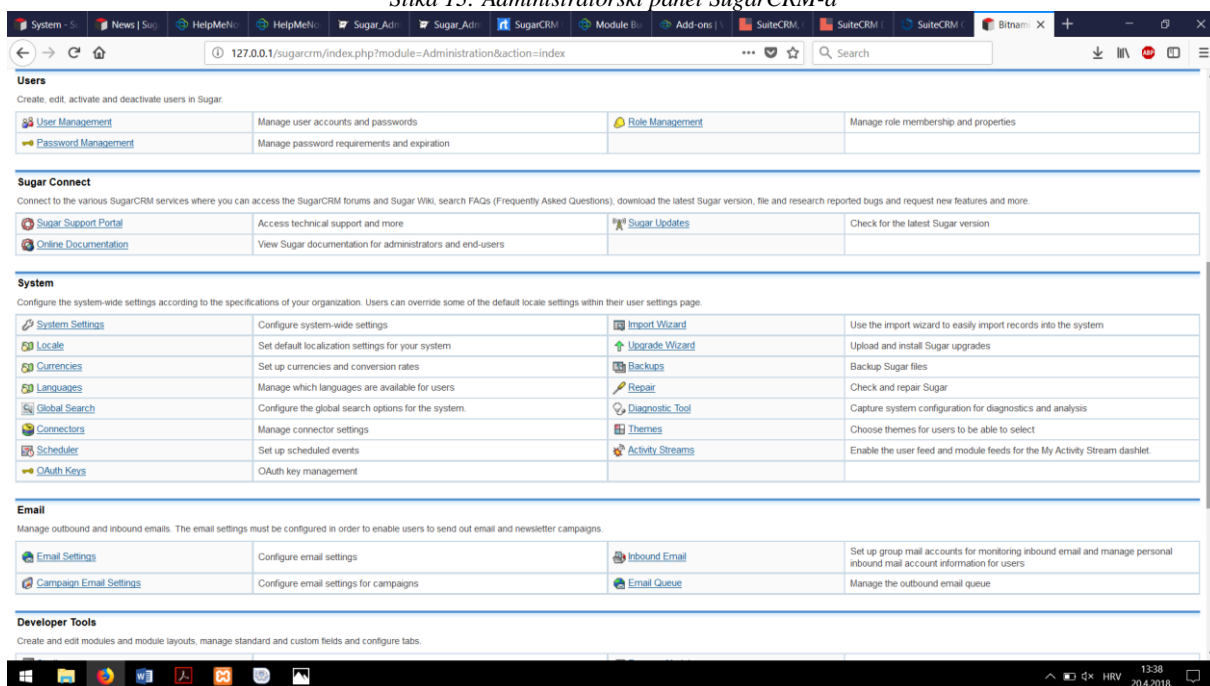 Slika 15. Administratorski panel SugarCRM-a
System - Su News | Sug HelpMeNo HelpMeNo Sugar_Adm Sugar_Adm SugarCRM Module Bu Add-ons | SuiteCRM, SuiteCRM SuiteCRM Bitnami
127.0.0.1/sugarcrm/index.php?module=Administration&action=index Search
Users
Create, edit, activate and deactivate users in Sugar.
User Management Manage user accounts and passwords Role Management Manage role membership and properties
Password Management Manage password requirements and expiration
Sugar Connect
Connect to the various SugarCRM services where you can access the SugarCRM forums and Sugar Wiki, search FAQs (Frequently Asked Questions), download the latest Sugar version, file and research reported bugs and request new features and more.
Sugar Support Portal Access technical support and more Sugar Updates Check for the latest Sugar version
Online Documentation View Sugar documentation for administrators and end-users
System
Configure the system-wide settings according to the specifications of your organization. Users can override some of the default locale settings within their user settings page.
System Settings Configure system-wide settings Import Wizard Use the import wizard to easily import records into the system
Locale Set default localization settings for your system Upgrade Wizard Upload and install Sugar upgrades
Currencies Set up currencies and conversion rates Backups Backup Sugar files
Languages Manage which languages are available for users Repair Check and repair Sugar
Global Search Configure the global search options for the system. Diagnostic Tool Capture system configuration for diagnostics and analysis
Connectors Manage connector settings Themes Choose themes for users to be able to select
Scheduler Set up scheduled events Activity Streams Enable the user feed and module feeds for the My Activity Stream dashlet.
OAuth Keys OAuth key management
Email
Manage outbound and inbound emails. The email settings must be configured in order to enable users to send out email and newsletter campaigns.
Email Settings Configure email settings Inbound Email Set up group mail accounts for monitoring inbound email and manage personal
inbound mail account information for users
Campaign Email Settings Configure email settings for campaigns Email Queue Manage the outbound email queue
Developer Tools
Create and edit modules and module layouts, manage standard and custom fields and configure tabs.
HRV 13:38
20.4.2018.